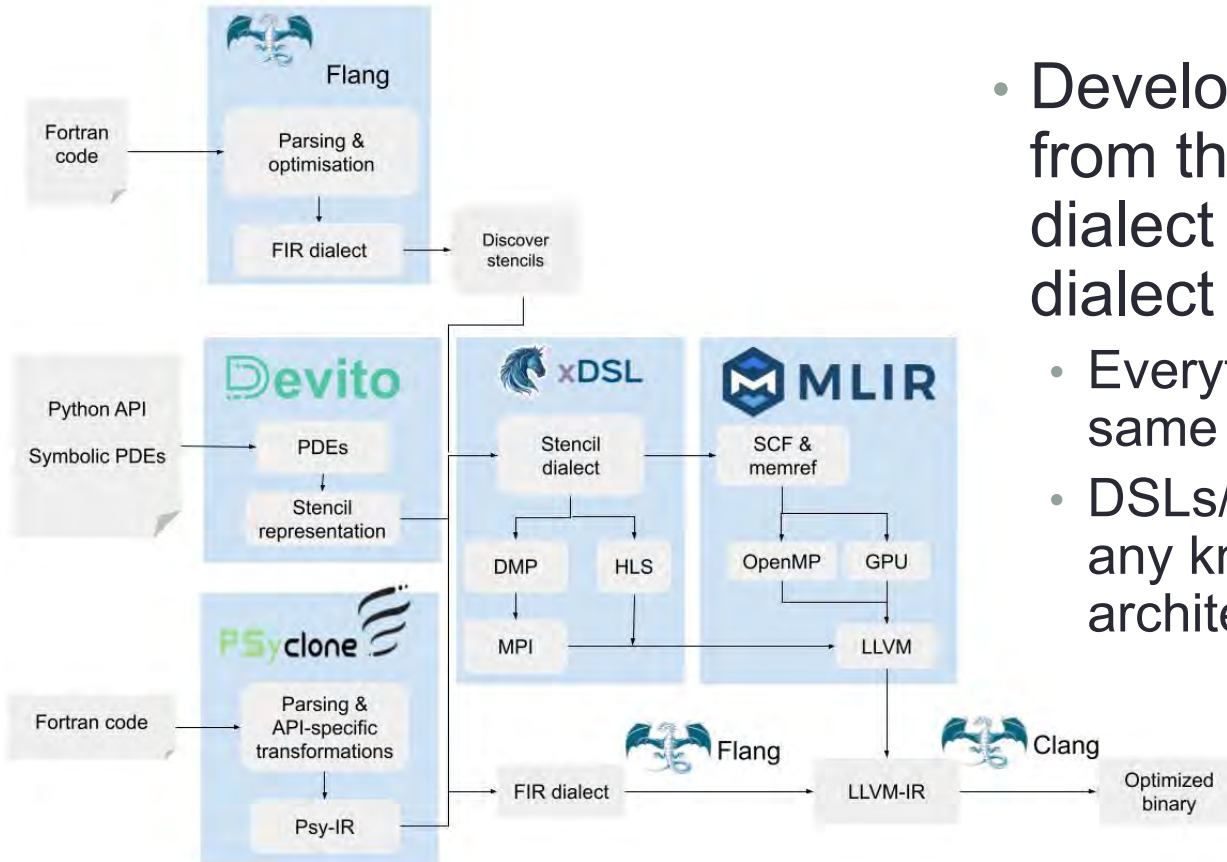 Flang
Fortran
code
Parsing &
optimisation
FIR dialect
Discover
stencils
Devito
Python API
Symbolic PDEs
PDEs
Stencil
representation
xDSL
Stencil
dialect
DMP
HLS
MPI
MLIR
SCF &
memref
OpenMP
GPU
LLVM
PSyclone
Fortran code
Parsing &
API-specific
transformations
Psy-IR
FIR dialect
Flang
LLVM-IR
Clang
Optimized
binary
• Develo
from th
dialect
dialect
• Everyt
same
• DSLs/
any kn
archite